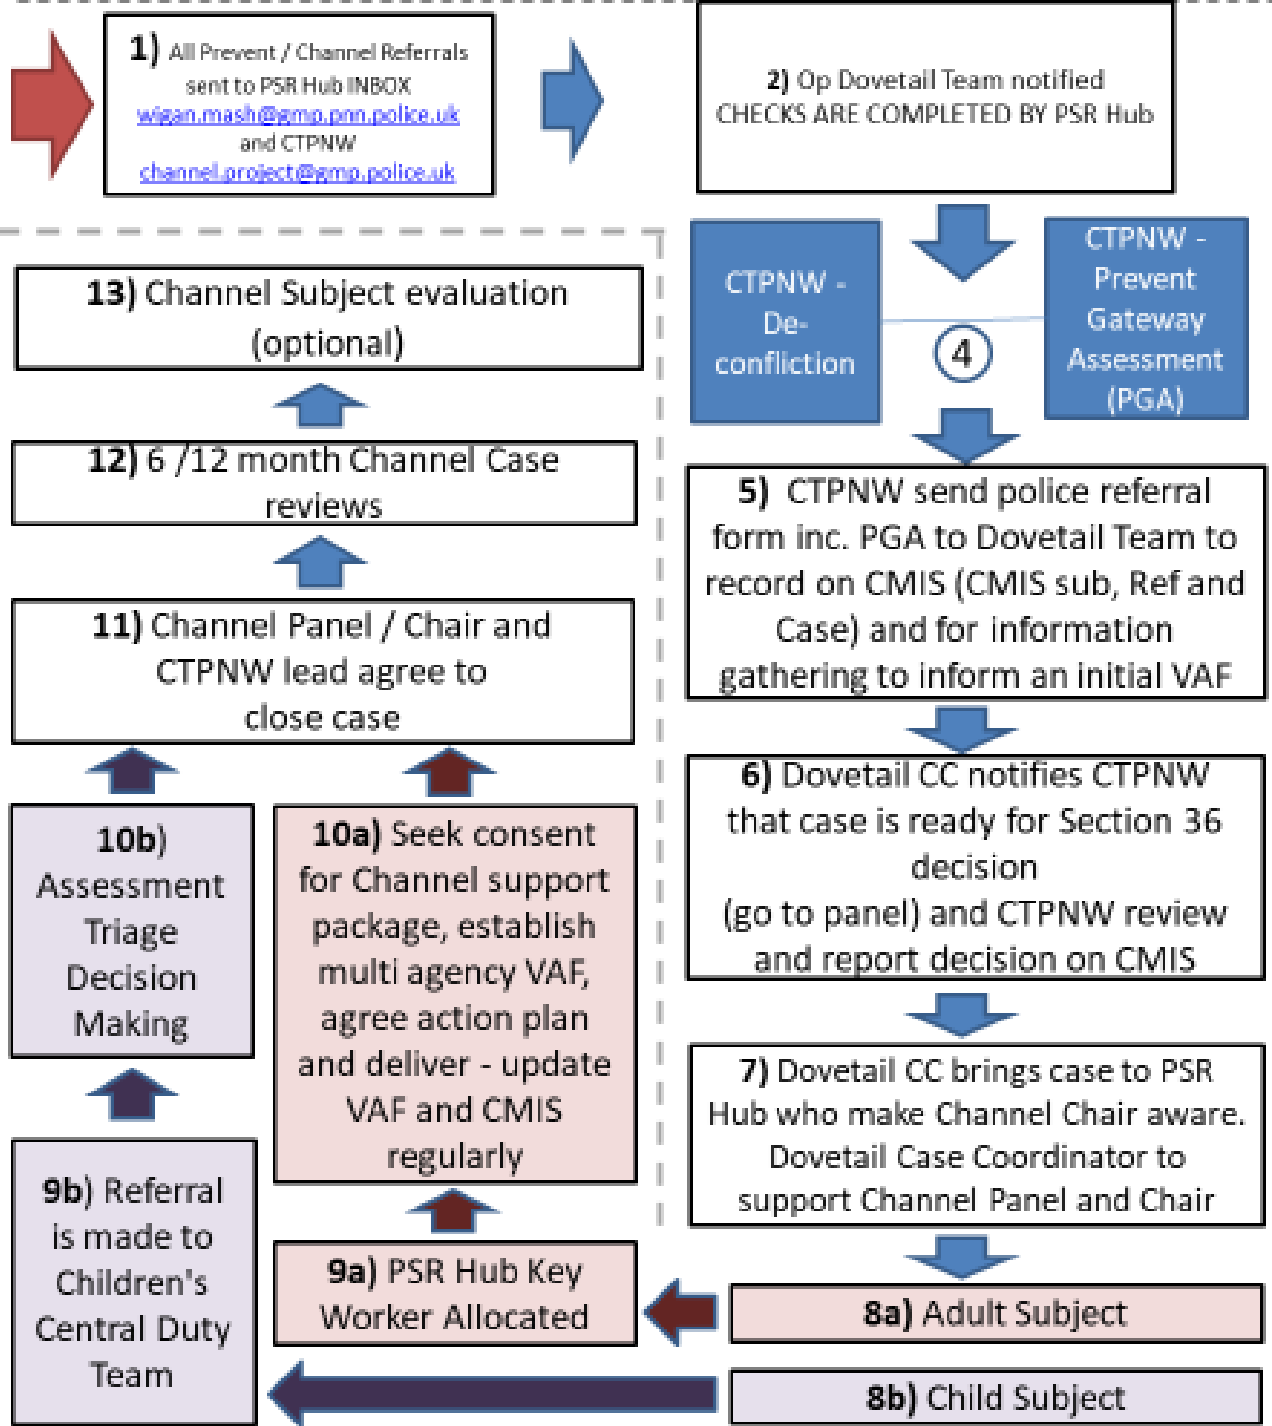 1) All Prevent / Channel Referrals
sent to PSR Hub INBOX
wigan.mash@gmp.pnn.police.uk
and CTPNW
channel.project@gmp.police.uk
2) Op Dovetail Team notified
CHECKS ARE COMPLETED BY PSR Hub
CTPNW -
De-
confliction
4
CTPNW -
Prevent
Gateway
Assessment
(PGA)
5) CTPNW send police referral
form inc. PGA to Dovetail Team to
record on CMIS (CMIS sub, Ref and
Case) and for information
gathering to inform an initial VAF
6) Dovetail CC notifies CTPNW
that case is ready for Section 36
decision
(go to panel) and CTPNW review
and report decision on CMIS
7) Dovetail CC brings case to PSR
Hub who make Channel Chair aware.
Dovetail Case Coordinator to
support Channel Panel and Chair
8a) Adult Subject
8b) Child Subject
9a) PSR Hub Key
Worker Allocated
9b) Referral
is made to
Children's
Central Duty
Team
10a) Seek consent
for Channel support
package, establish
multi agency VAF,
agree action plan
and deliver - update
VAF and CMIS
regularly
10b)
Assessment
Triage
Decision
Making
11) Channel Panel / Chair and
CTPNW lead agree to
close case
12) 6 /12 month Channel Case
reviews
13) Channel Subject evaluation
(optional)